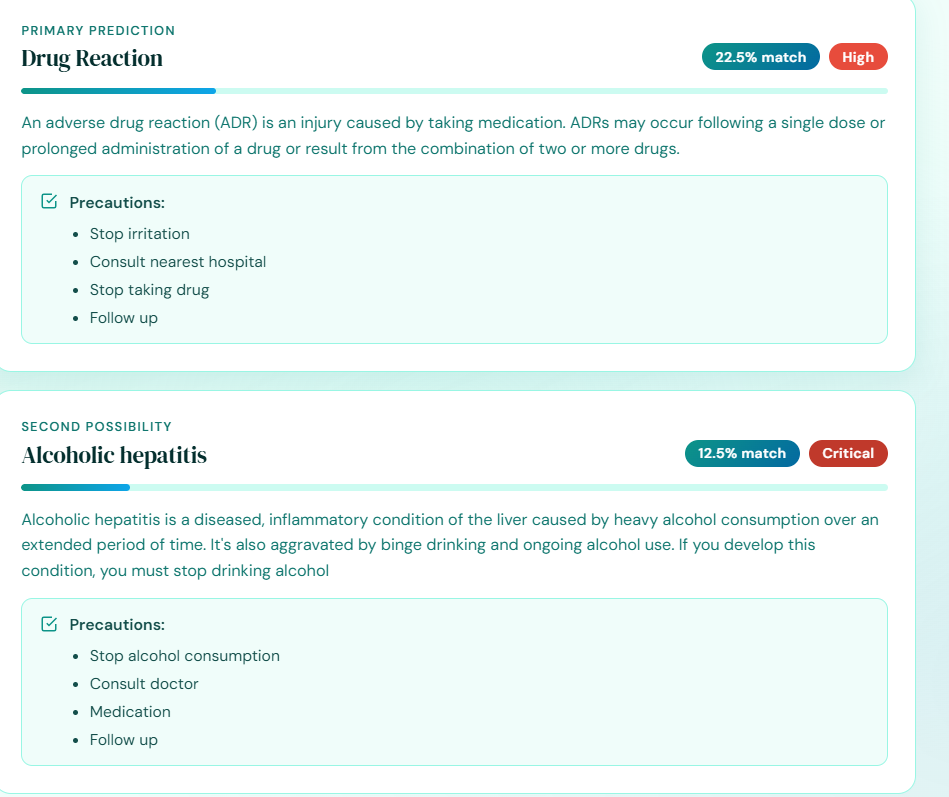 PRIMARY PREDICTION
Drug Reaction
22.5% match
High
An adverse drug reaction (ADR) is an injury caused by taking medication. ADRs may occur following a single dose or
prolonged administration of a drug or result from the combination of two or more drugs.
Precautions:
• Stop irritation
• Consult nearest hospital
• Stop taking drug
• Follow up
SECOND POSSIBILITY
Alcoholic hepatitis
12.5% match
Critical
Alcoholic hepatitis is a diseased, inflammatory condition of the liver caused by heavy alcohol consumption over an
extended period of time. It's also aggravated by binge drinking and ongoing alcohol use. If you develop this
condition, you must stop drinking alcohol
Precautions:
• Stop alcohol consumption
• Consult doctor
• Medication
• Follow up